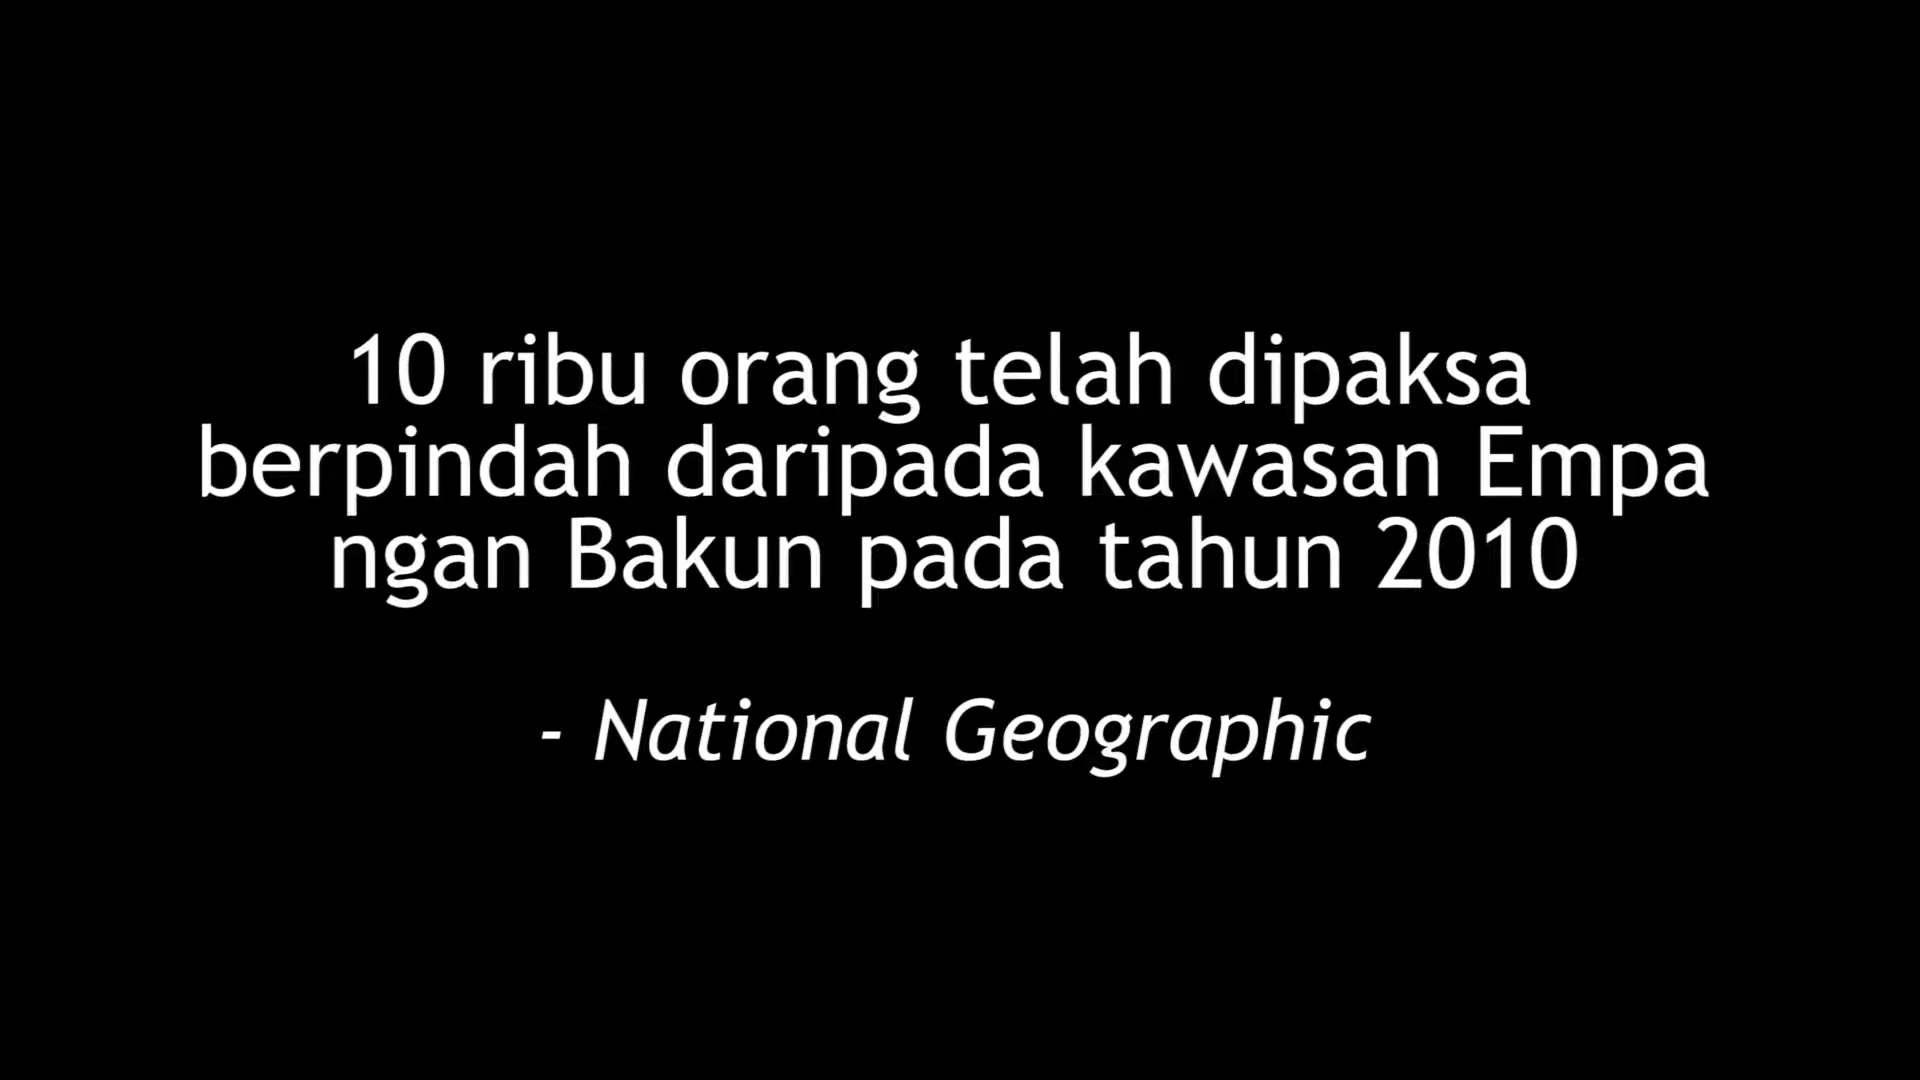 10 ribu orang telah dipaksa
berpindah daripada kawasan Empa
ngan Bakun pada tahun 2010
- National Geographic